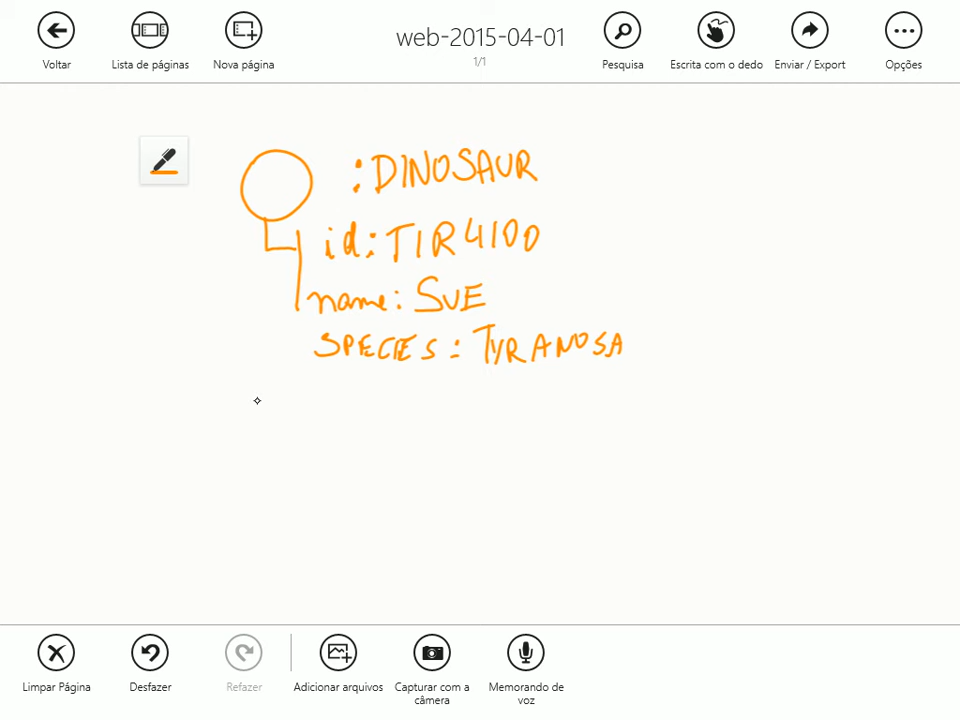 Voltar
Lista de páginas
Nova página
web-2015-04-01
1/1
Pesquisa
Escrita com o dedo
Enviar / Export
Opções
:DINOSAUR
id:TIR4100
name: SUE
SPECIES: TYRANOSA
Limpar Página
Desfazer
Refazer
Adicionar arquivos
Capturar com a
câmera
Memorando de
voz